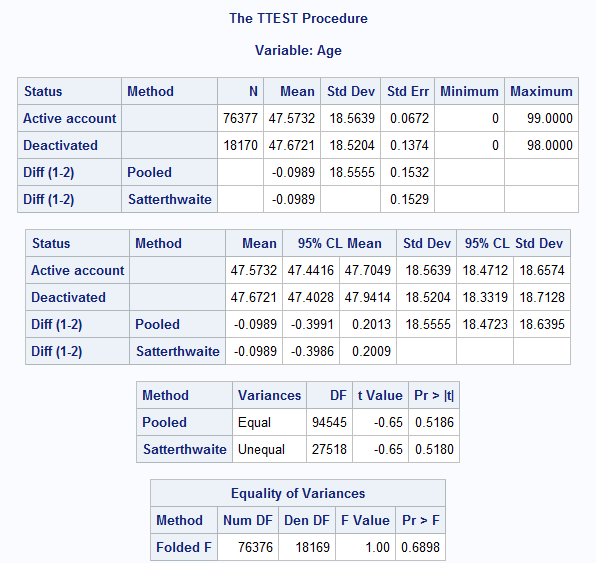 The TTEST Procedure
Variable: Age
Status Method N Mean Std Dev Std Err Minimum Maximum
Active account 76377 47.5732 18.5639 0.0672 0 99.0000
Deactivated 18170 47.6721 18.5204 0.1374 0 98.0000
Diff (1-2) Pooled -0.0989 18.5555 0.1532
Diff (1-2) Satterthwaite -0.0989 0.1529
Status Method Mean 95% CL Mean Std Dev 95% CL Std Dev
Active account 47.5732 47.4416 47.7049 18.5639 18.4712 18.6574
Deactivated 47.6721 47.4028 47.9414 18.5204 18.3319 18.7128
Diff (1-2) Pooled -0.0989 -0.3991 0.2013 18.5555 18.4723 18.6395
Diff (1-2) Satterthwaite -0.0989 -0.3986 0.2009
Method Variances DF t Value Pr > |t|
Pooled Equal 94545 -0.65 0.5186
Satterthwaite Unequal 27518 -0.65 0.5180
Equality of Variances
Method Num DF Den DF F Value Pr > F
Folded F 76376 18169 1.00 0.6898